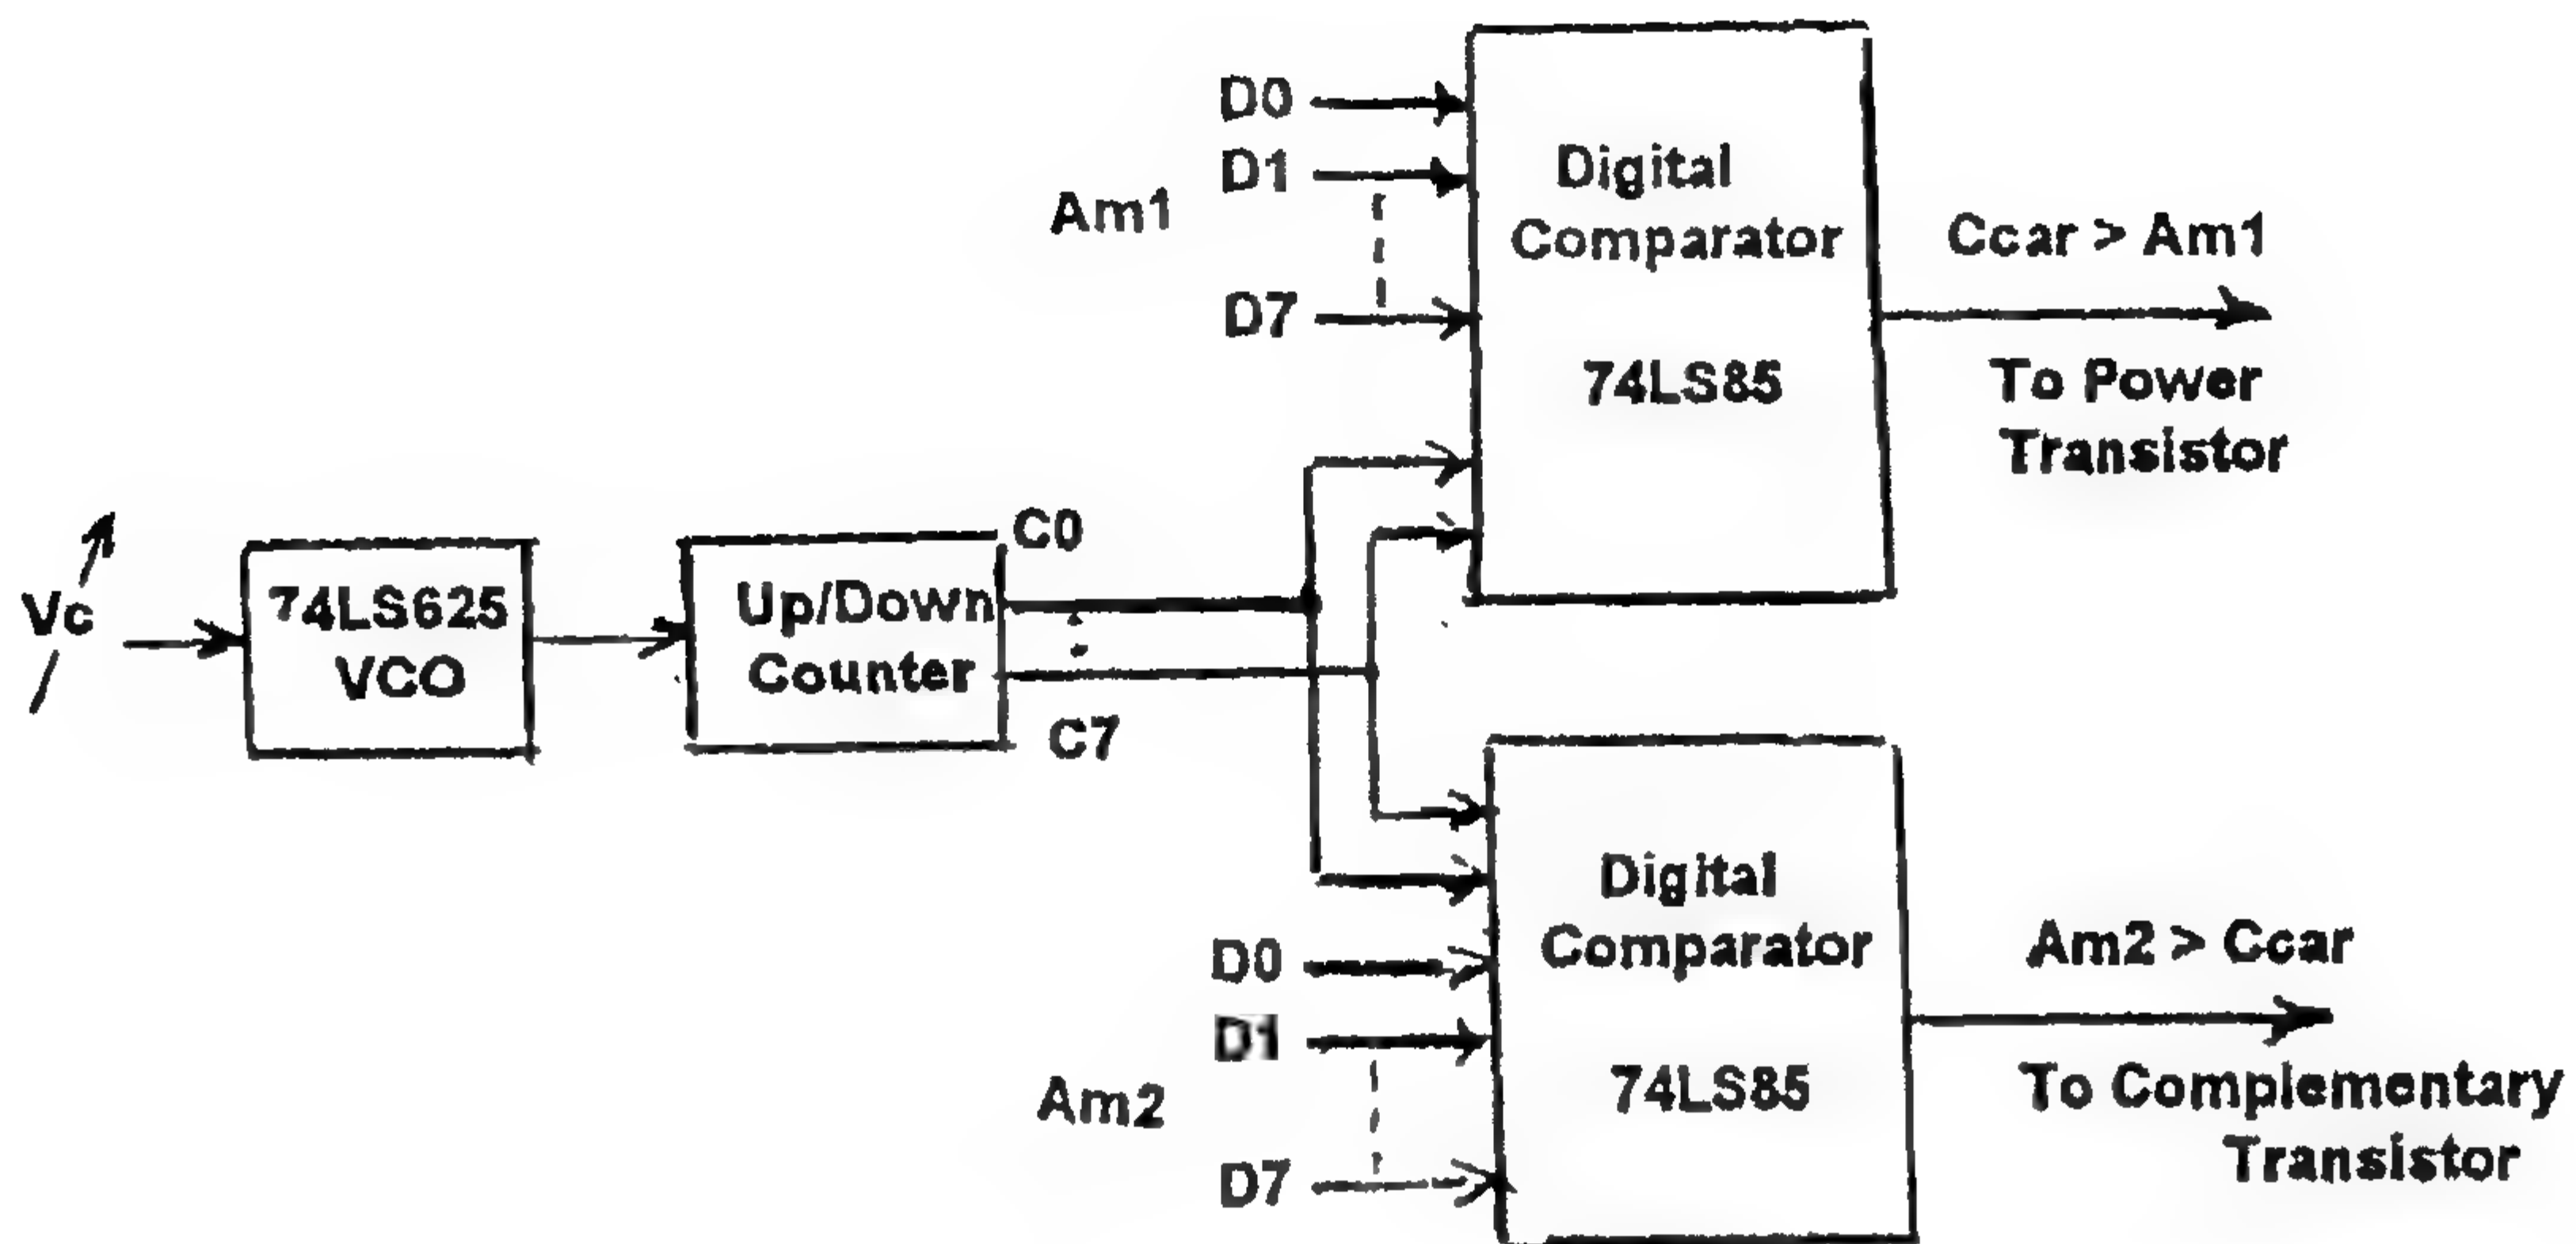 D0
D1
Am1
D7
Digital
Comparator
74LS85
Ccar > Am1
To Power
Transistor
Vc
74LS625
VCO
Up/Down
Counter
C0
C7
D0
D1
Am2
D7
Digital
Comparator
74LS85
Am2 > Ccar
To Complementary
Transistor